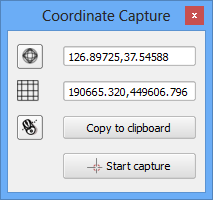 Coordinate Capture
x
126.89725,37.54588
190665.320,449606.796
Copy to clipboard
Start capture